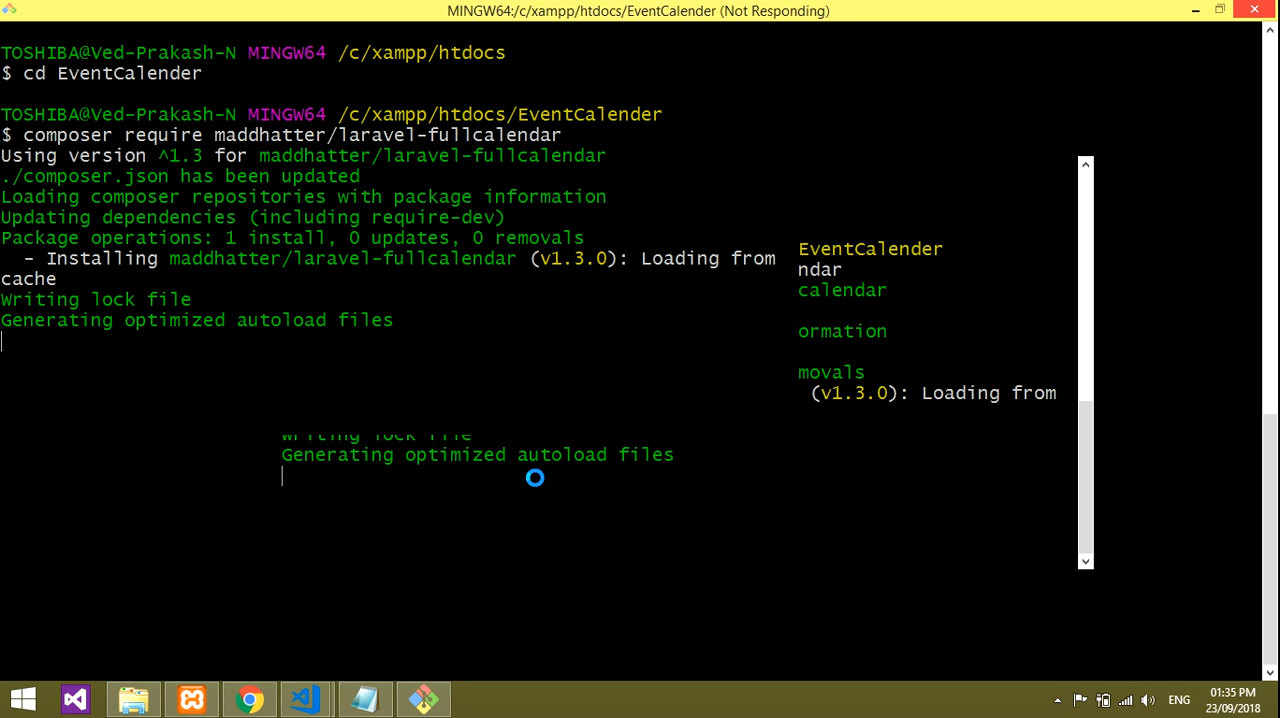 MINGW64:/c/xampp/htdocs/EventCalender (Not Responding)
TOSHIBA@Ved-Prakash-N MINGW64 /c/xampp/htdocs
$ cd EventCalender
TOSHIBA@Ved-Prakash-N MINGW64 /c/xampp/htdocs/EventCalender
$ composer require maddhatter/laravel-fullcalendar
Using version ^1.3 for maddhatter/laravel-fullcalendar
./composer.json has been updated
Loading composer repositories with package information
Updating dependencies (including require-dev)
Package operations: 1 install, 0 updates, 0 removals
- Installing maddhatter/laravel-fullcalendar (v1.3.0): Loading from
cache
Writing lock file
Generating optimized autoload files
EventCalender
ndar
calendar
ormation
movals
(v1.3.0): Loading from
Writing lock file
Generating optimized autoload files
ENG
01:35 PM
23/09/2018